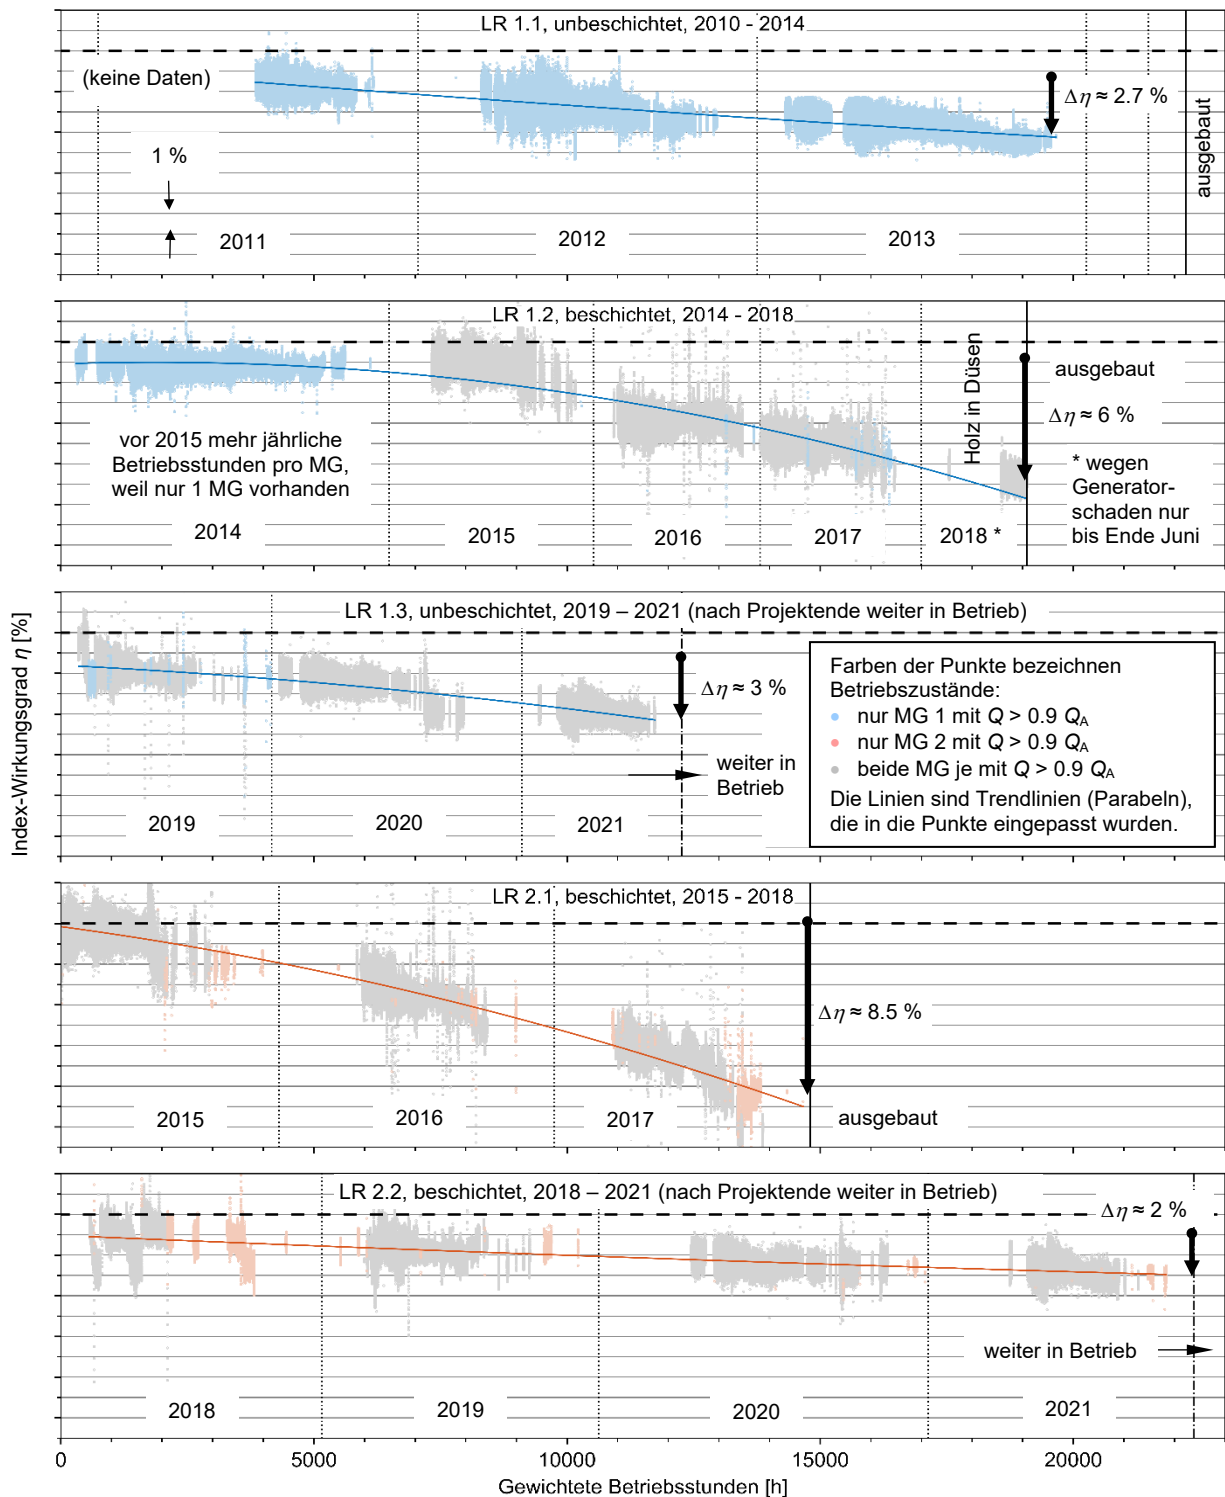 LR 1.1, unbeschichtet, 2010 - 2014
(keine Daten)
Δη ≈ 2.7 %
ausgebaut
1 %
2011
2012
2013
LR 1.2, beschichtet, 2014 - 2018
Holz in Düsen
ausgebaut
Δη ≈ 6 %
vor 2015 mehr jährliche
Betriebsstunden pro MG,
weil nur 1 MG vorhanden
* wegen
Generator-
schaden nur
bis Ende Juni
2014
2015
2016
2017
2018 *
Index-Wirkungsgrad η [%]
LR 1.3, unbeschichtet, 2019 – 2021 (nach Projektende weiter in Betrieb)
Δη ≈ 3 %
weiter in
Betrieb
Farben der Punkte bezeichnen
Betriebszustände:
nur MG 1 mit Q > 0.9 QA
nur MG 2 mit Q > 0.9 QA
beide MG je mit Q > 0.9 QA
Die Linien sind Trendlinien (Parabeln),
die in die Punkte eingepasst wurden.
2019
2020
2021
LR 2.1, beschichtet, 2015 - 2018
Δη ≈ 8.5 %
2015
2016
2017
ausgebaut
LR 2.2, beschichtet, 2018 – 2021 (nach Projektende weiter in Betrieb)
Δη ≈ 2 %
weiter in Betrieb
2018
2019
2020
2021
0
5000
10000
15000
20000
Gewichtete Betriebsstunden [h]